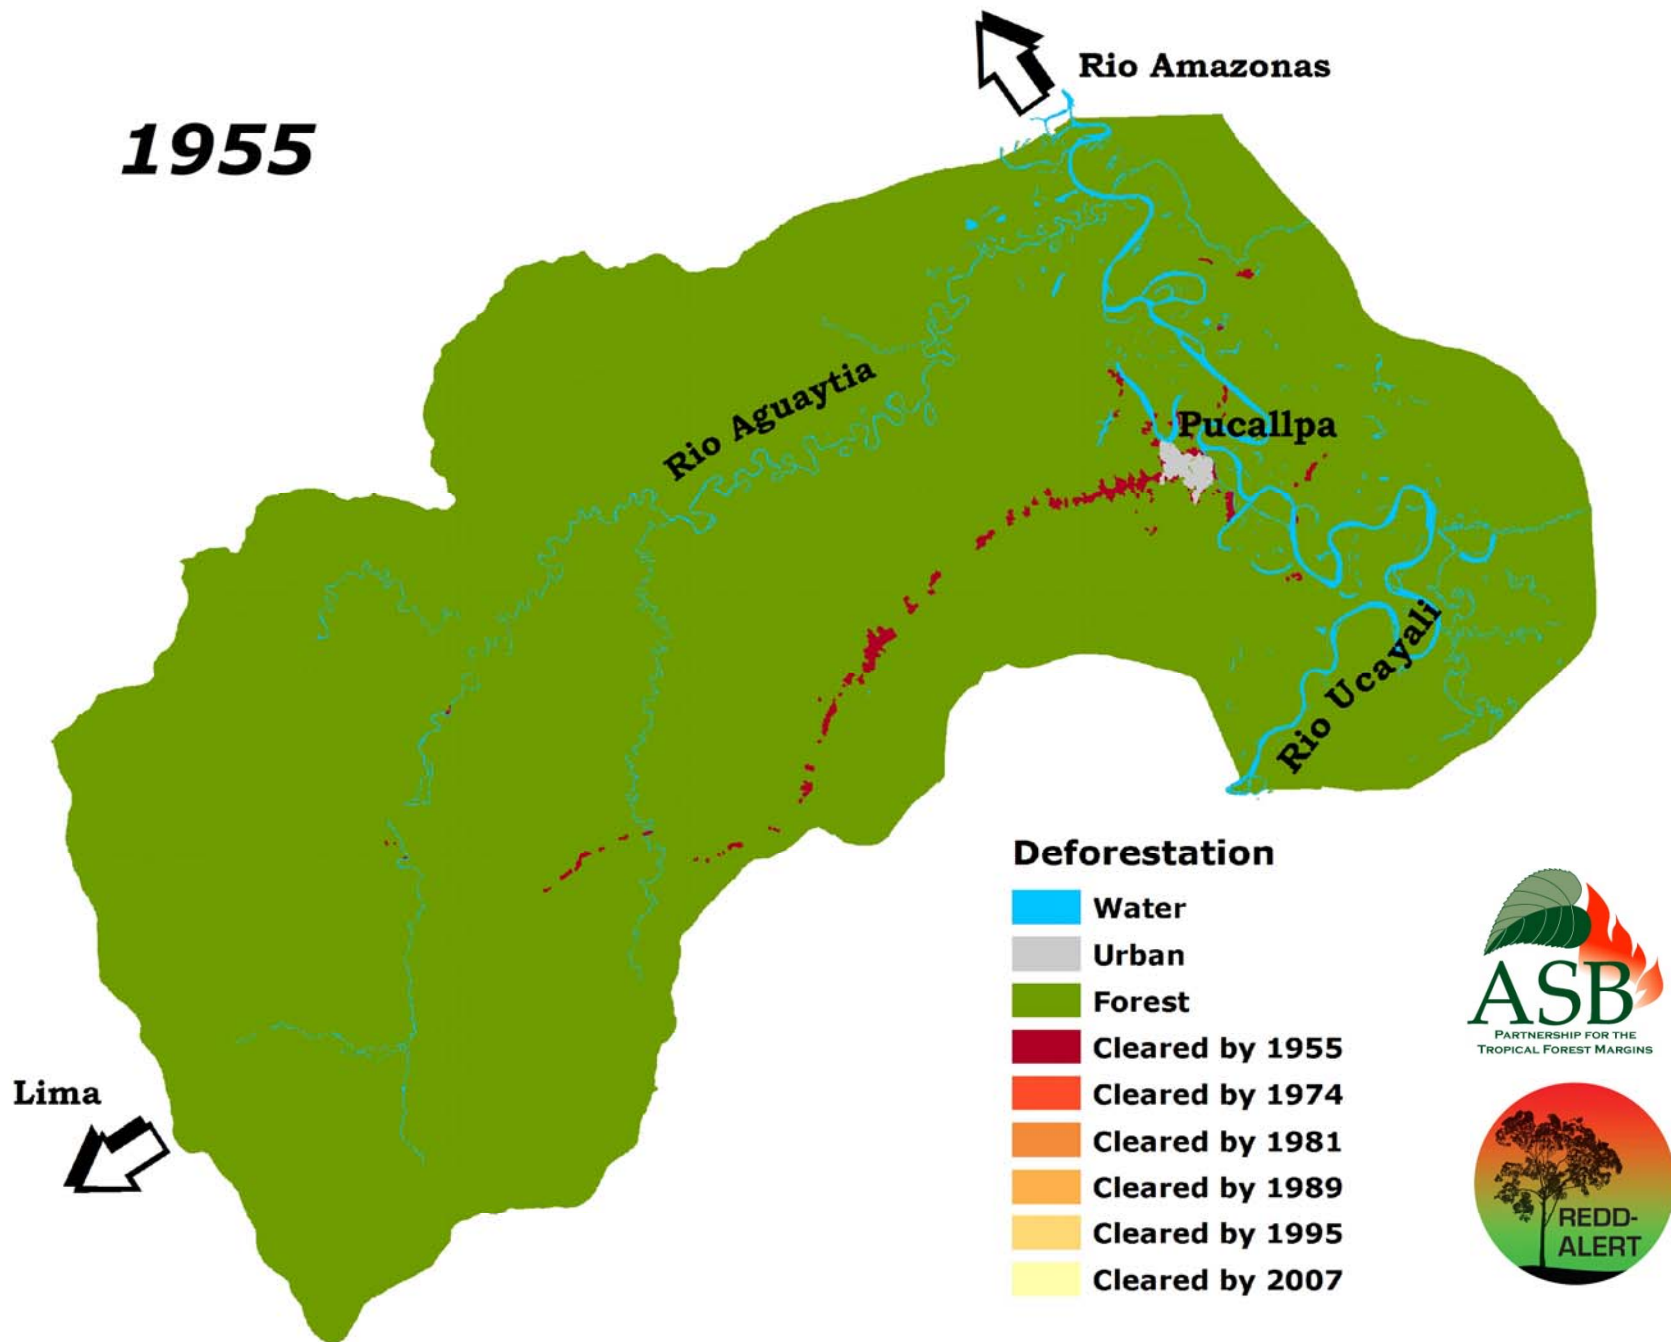 1955
Rio Amazonas
Rio Aguaytia
Pucallpa
Rio Ucayali
Lima
Deforestation
Water
Urban
Forest
Cleared by 1955
Cleared by 1974
Cleared by 1981
Cleared by 1989
Cleared by 1995
Cleared by 2007
ASB
PARTNERSHIP FOR THE
TROPICAL FOREST MARGINS
REDD-
ALERT